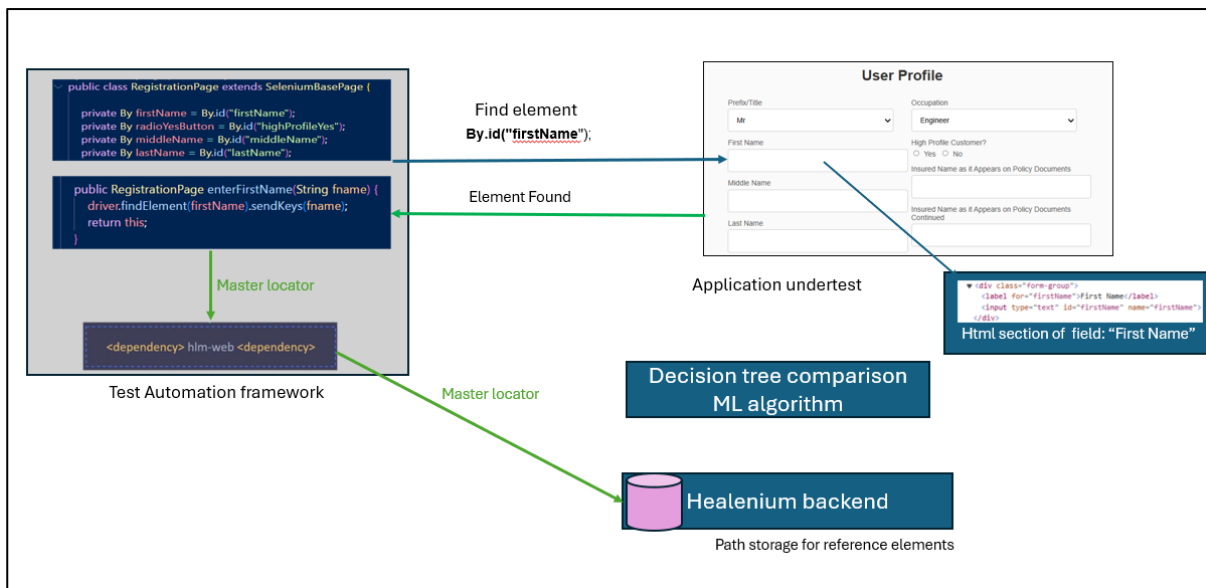 public class RegistrationPage extends SeleniumBasePage {
private By firstName = By.id("firstName");
private By radioYesButton = By.id("highProfileYes");
private By middleName = By.id("middleName");
private By lastName = By.id("lastName");
public RegistrationPage enterFirstName(String fname) {
driver.findElement(firstName).sendKeys(fname);
return this;
}
Master locator
<dependency> hlm-web <dependency>
Test Automation framework
Find element
By.id("firstName");
Element Found
User Profile
Prefix/Title
Mr
First Name
Middle Name
Last Name
Occupation
Engineer
High Profile Customer?
Yes No
Insured Name as it Appears on Policy Documents
Insured Name as it Appears on Policy Documents
Continued
Application undertest
<div class="form-group">
<label for="firstName">First Name</label>
<input type="text" id="firstName" name="firstName">
</div>
Html section of field: “First Name”
Master locator
Decision tree comparison
ML algorithm
Healenium backend
Path storage for reference elements